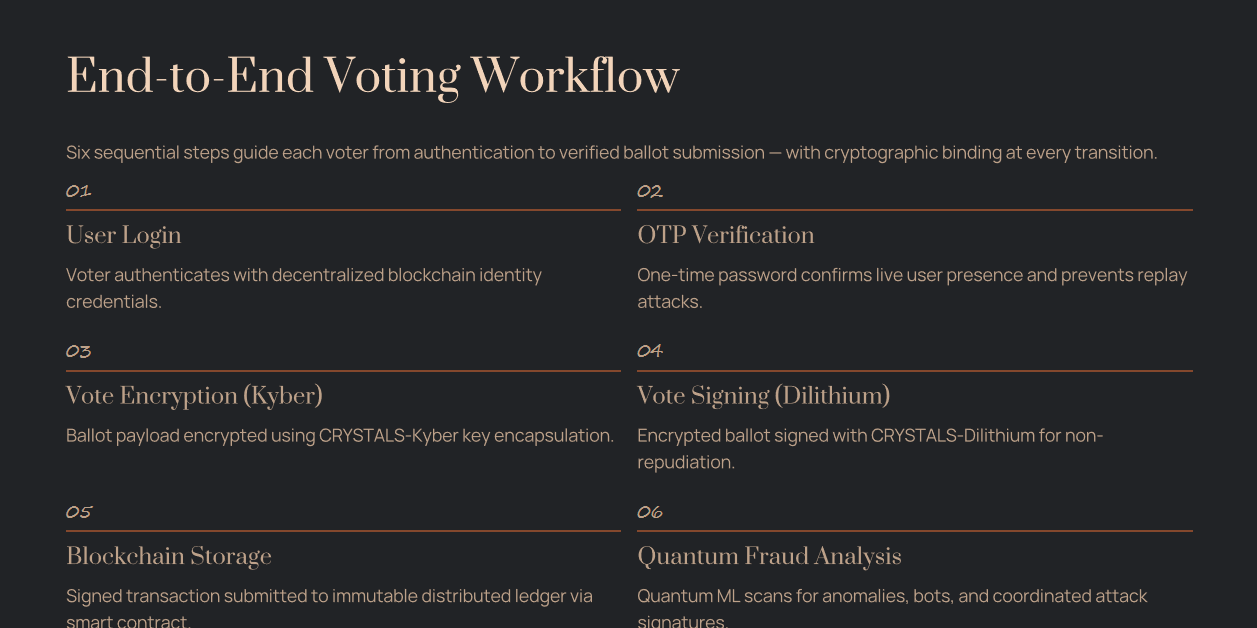 End-to-End Voting Workflow
Six sequential steps guide each voter from authentication to verified ballot submission — with cryptographic binding at every transition.
01
User Login
Voter authenticates with decentralized blockchain identity
credentials.
02
OTP Verification
One-time password confirms live user presence and prevents replay
attacks.
03
Vote Encryption (Kyber)
Ballot payload encrypted using CRYSTALS-Kyber key encapsulation.
04
Vote Signing (Dilithium)
Encrypted ballot signed with CRYSTALS-Dilithium for non-
repudiation.
05
Blockchain Storage
Signed transaction submitted to immutable distributed ledger via
smart contract.
06
Quantum Fraud Analysis
Quantum ML scans for anomalies, bots, and coordinated attack
signatures.